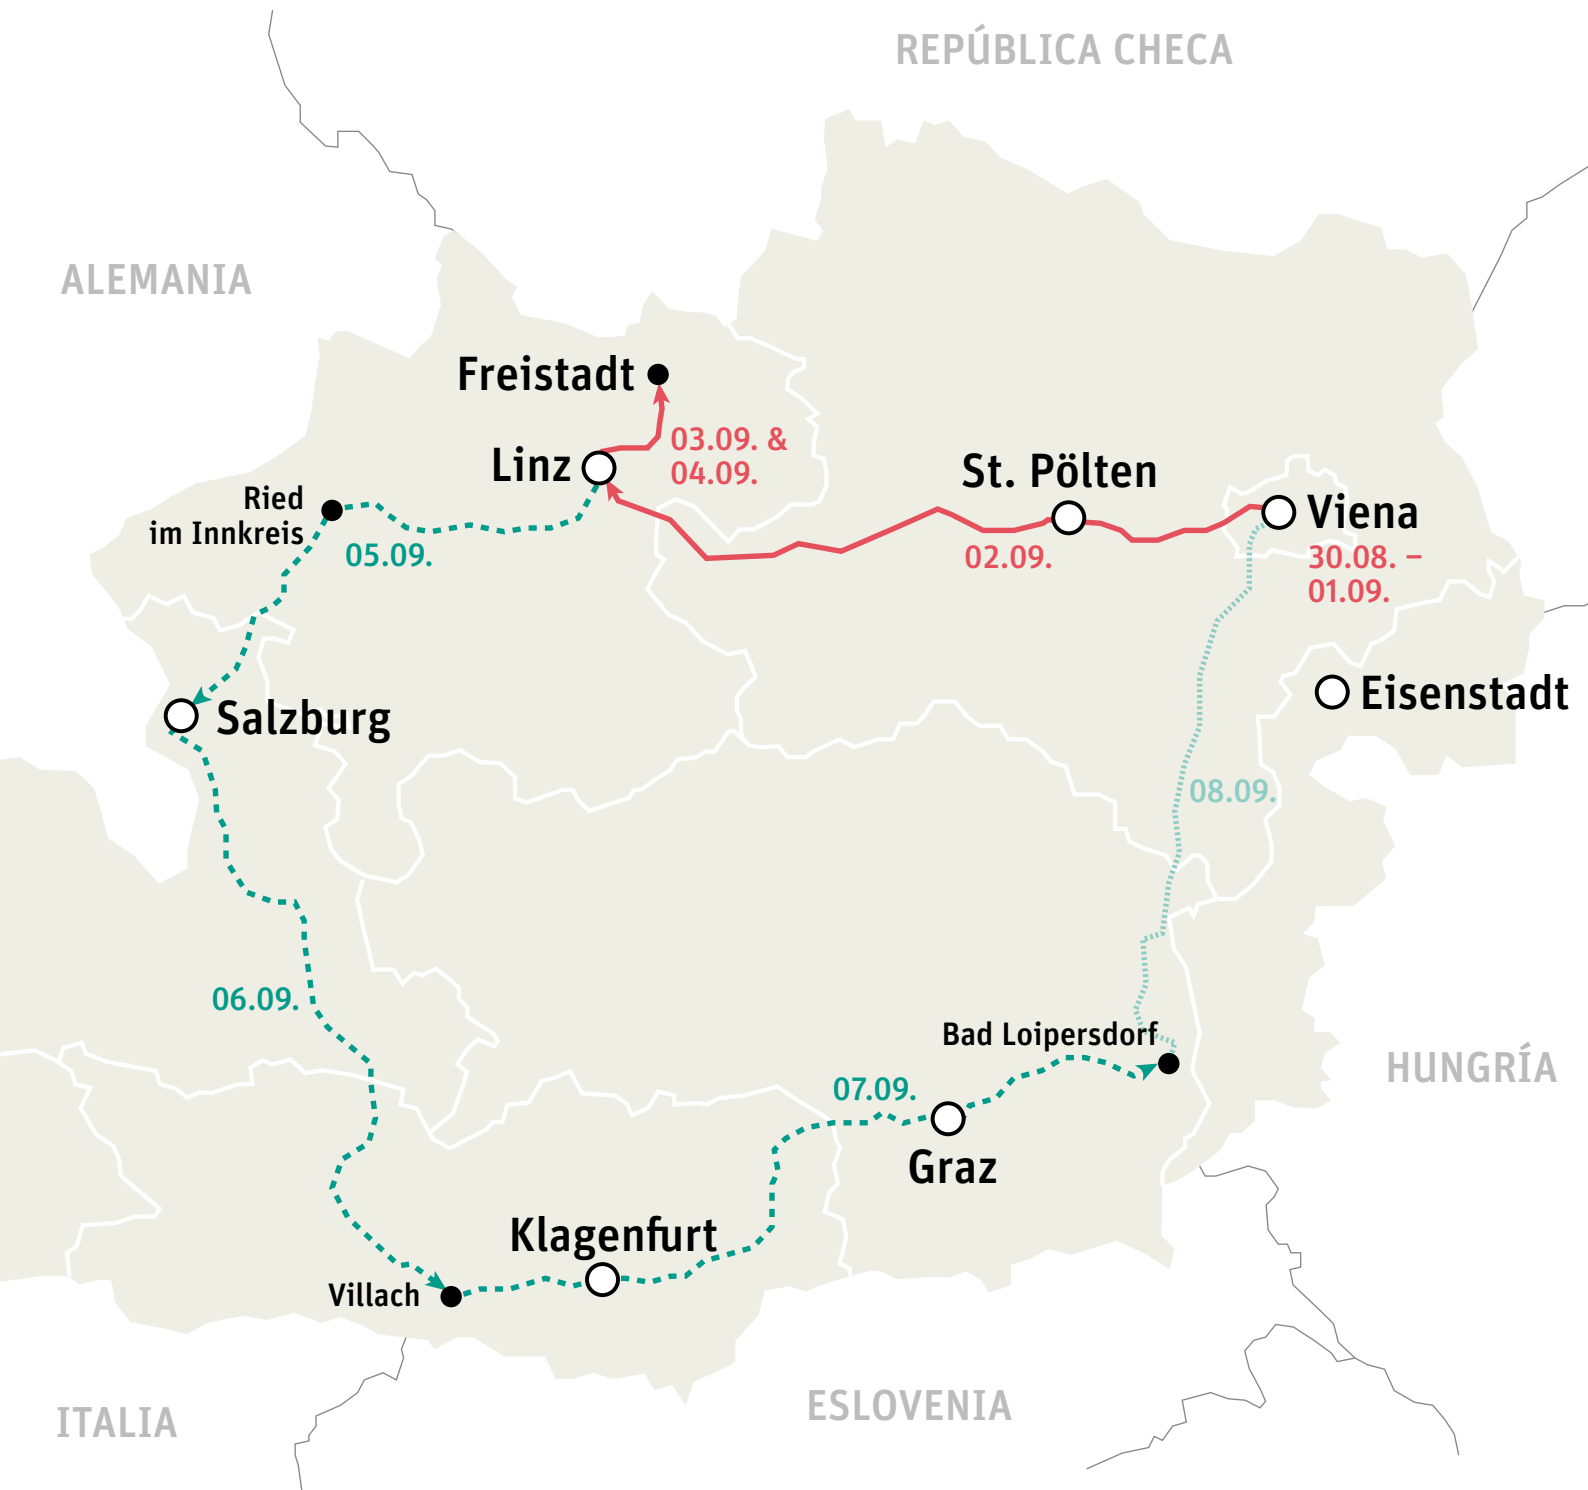 REPÚBLICA CHECA
ALEMANIA
Freistadt
03.09. &
04.09.
Linz
St. Pölten
Ried
im Innkreis
Viena
05.09.
02.09.
30.08. –
01.09.
Eisenstadt
Salzburg
08.09.
06.09.
Bad Loipersdorf
HUNGRÍA
07.09.
Graz
Klagenfurt
Villach
ESLOVENIA
ITALIA